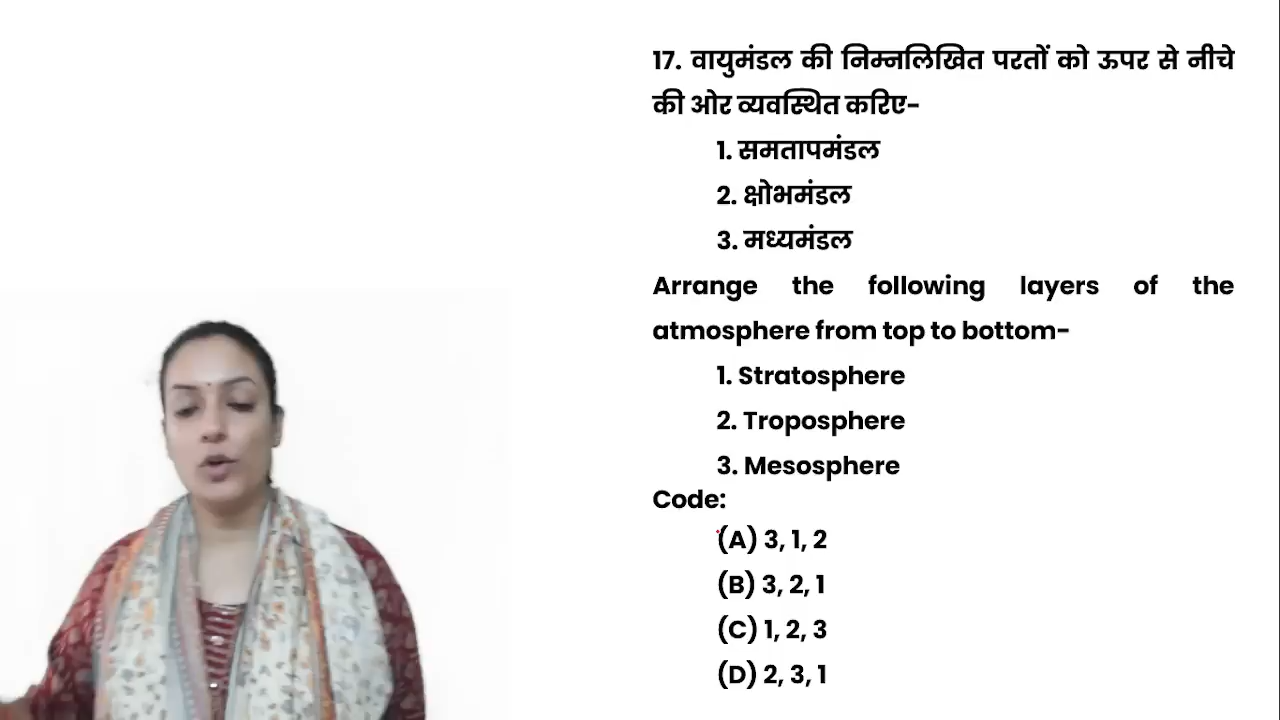 17. वायुमंडल की निम्नलिखित परतों को ऊपर से नीचे
की ओर व्यवस्थित करिए-
1. समतापमंडल
2. क्षोभमंडल
3. मध्यमंडल
Arrange the following layers of the
atmosphere from top to bottom-
1. Stratosphere
2. Troposphere
3. Mesosphere
Code:
(A) 3, 1, 2
(B) 3, 2, 1
(C) 1, 2, 3
(D) 2, 3, 1